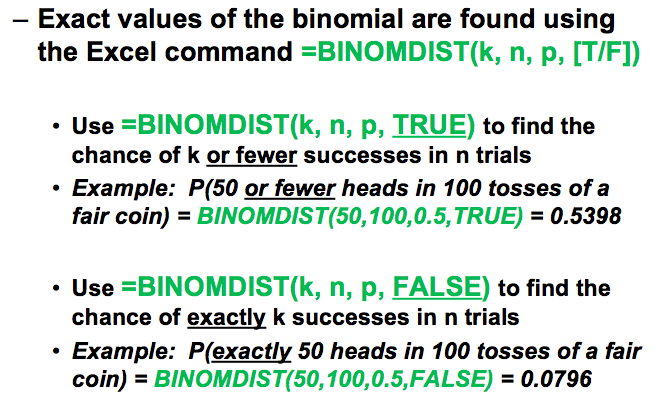 – Exact values of the binomial are found using
the Excel command =BINOMDIST(k, n, p, [T/F])
• Use =BINOMDIST(k, n, p, TRUE) to find the
chance of k or fewer successes in n trials
• Example: P(50 or fewer heads in 100 tosses of a
fair coin) = BINOMDIST(50,100,0.5,TRUE) = 0.5398
• Use =BINOMDIST(k, n, p, FALSE) to find the
chance of exactly k successes in n trials
• Example: P(exactly 50 heads in 100 tosses of a fair
coin) = BINOMDIST(50,100,0.5,FALSE) = 0.0796